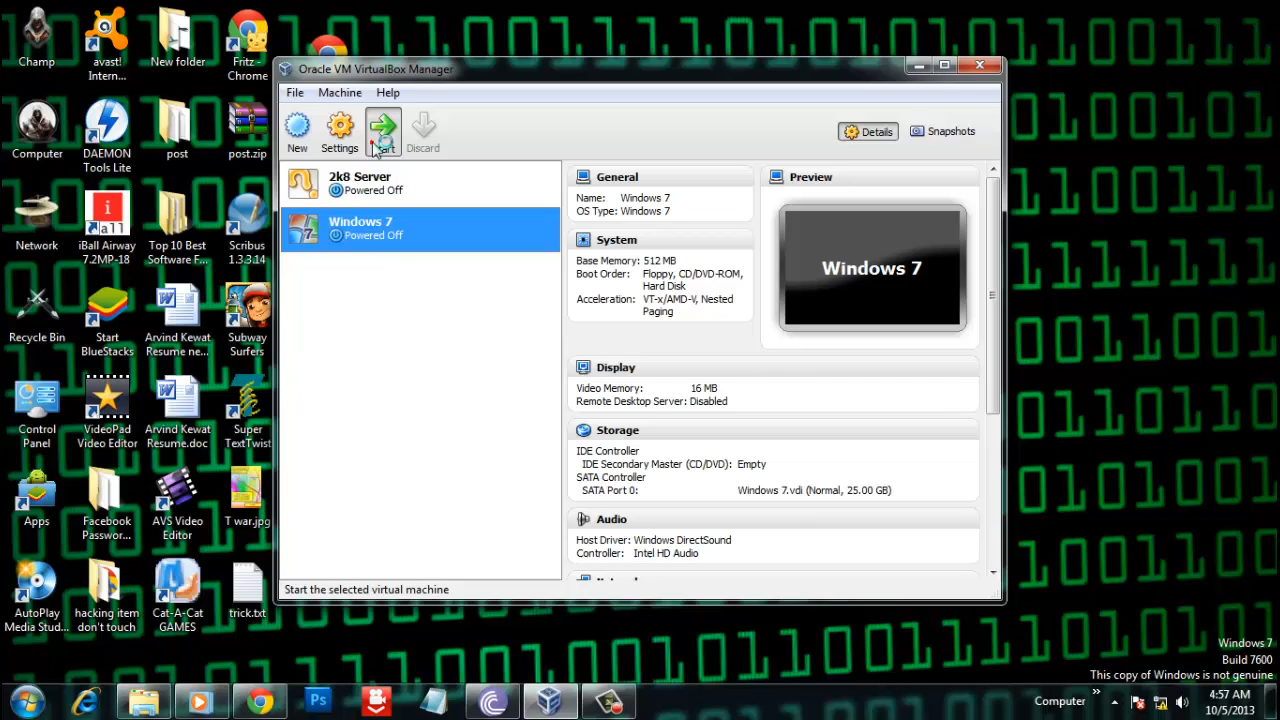 Champ
avast!
Intern...
New folder
Fritz -
Chrome
Computer
DAEMON
Tools Lite
post
post.zip
Network
i
all
iBall Airway
7.2MP-18
Top 10 Best
Software F...
Scribus
1.3.3.14
Recycle Bin
Start
BlueStacks
Arvind Kewat
Resume ne...
Subway
Surfers
Control
Panel
VideoPad
Video Editor
Arvind Kewat
Resume.doc
Super
TextTwist
Apps
Facebook
Passwor...
AVS Video
Editor
T war.jpg
AutoPlay
Media Stud...
hacking item
don't touch
Cat-A-Cat
GAMES
trick.txt
Oracle VM VirtualBox Manager
File Machine Help
New
Settings
Discard
Details
Snapshots
2k8 Server
Powered Off
Windows 7
Powered Off
General
Name: Windows 7
OS Type: Windows 7
System
Base Memory: 512 MB
Boot Order: Floppy, CD/DVD-ROM,
Hard Disk
Acceleration: VT-x/AMD-V, Nested
Paging
Preview
Windows 7
Display
Video Memory: 16 MB
Remote Desktop Server: Disabled
Storage
IDE Controller
IDE Secondary Master (CD/DVD): Empty
SATA Controller
SATA Port 0: Windows 7.vdi (Normal, 25.00 GB)
Audio
Host Driver: Windows DirectSound
Controller: Intel HD Audio
Start the selected virtual machine
Windows 7
Build 7600
This copy of Windows is not genuine
Ps
Computer
4:57 AM
10/5/2013